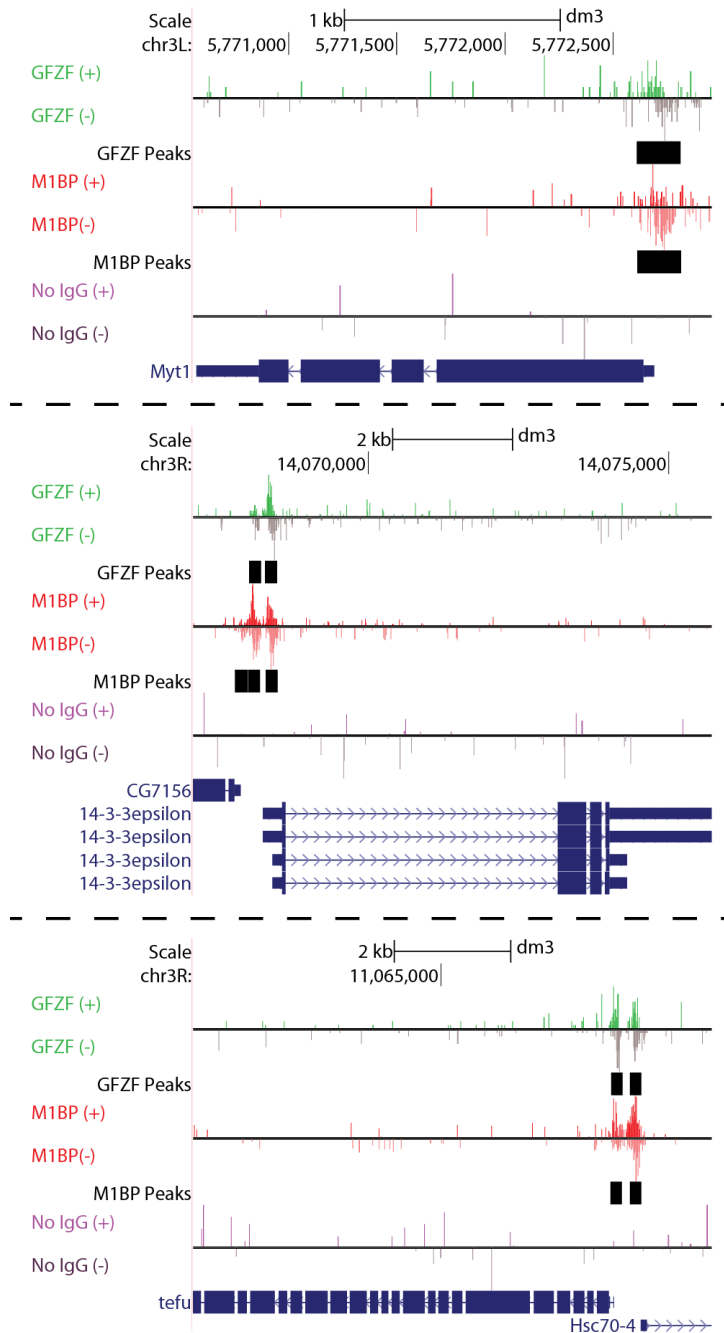 Scale 1 kb dm3
chr3L: 5,771,000 5,771,500 5,772,000 5,772,500
GFZF (+)
GFZF (-)
GFZF Peaks
M1BP (+)
M1BP(-)
M1BP Peaks
No IgG (+)
No IgG (-)
Myt1
Scale 2 kb dm3
chr3R: 14,070,000 14,075,000
GFZF (+)
GFZF (-)
GFZF Peaks
M1BP (+)
M1BP(-)
M1BP Peaks
No IgG (+)
No IgG (-)
CG7156
14-3-3epsilon
14-3-3epsilon
14-3-3epsilon
14-3-3epsilon
Scale 2 kb dm3
chr3R: 11,065,000
GFZF (+)
GFZF (-)
GFZF Peaks
M1BP (+)
M1BP(-)
M1BP Peaks
No IgG (+)
No IgG (-)
tefu
Hsc70-4